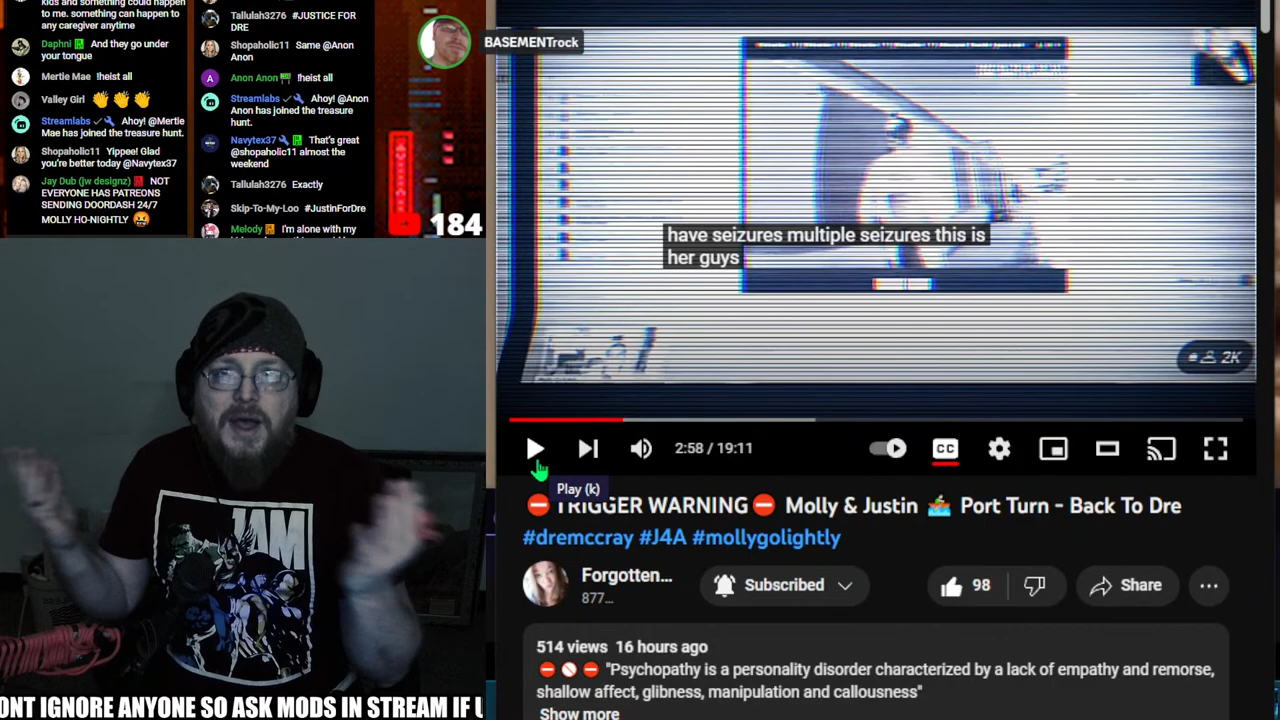 kids and something could happen
to me. something can happen to
any caregiver anytime
Daphni And they go under
your tongue
Mertie Mae !heist all
Valley Girl 👏👏👏
Streamlabs Ahoy! @Mertie
Mae has joined the treasure hunt.
Shopaholic11 Yippee! Glad
you're better today @Navytex37
Jay Dub (jw designz) NOT
EVERYONE HAS PATREONS
SENDING DOORDASH 24/7
MOLLY HO-NIGHTLY 🤬
Tallulah3276 #JUSTICE FOR
DRE
Shopaholic11 Same @Anon
Anon
Anon Anon !heist all
Streamlabs Ahoy! @Anon
Anon has joined the treasure
hunt.
Navytex37 That's great
@shopaholic11 almost the
weekend
Tallulah3276 Exactly
Skip-To-My-Loo #JustinForDre
Melody I'm alone with my
184
BASEMENTrock
have seizures multiple seizures this is
her guys
2K
2:58 / 19:11
CC
Play (k)
⛔ TRIGGER WARNING ⛔ Molly & Justin 🚣 Port Turn - Back To Dre
#dremccray #J4A #mollygolightly
Forgotten...
877...
Subscribed
98
Share
514 views 16 hours ago
⛔ 🚫 ⛔ "Psychopathy is a personality disorder characterized by a lack of empathy and remorse,
shallow affect, glibness, manipulation and callousness"
Show more
JAM
ONT IGNORE ANYONE SO ASK MODS IN STREAM IF U